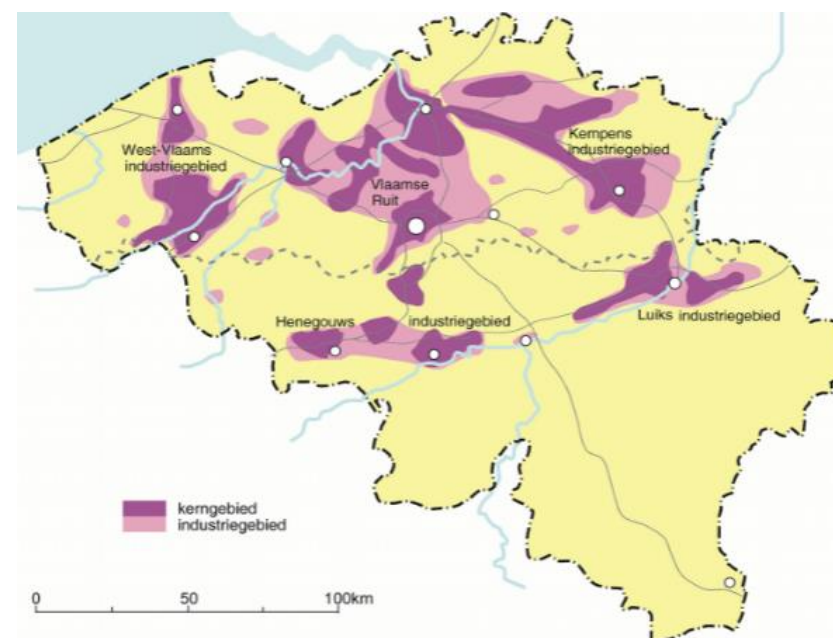 West-Vlaams
industriegebied
Kempens
industriegebied
Vlaamse
Ruit
Henegouws
industriegebied
Luiks industriegebied
kerngebied
industriegebied
0 50 100km